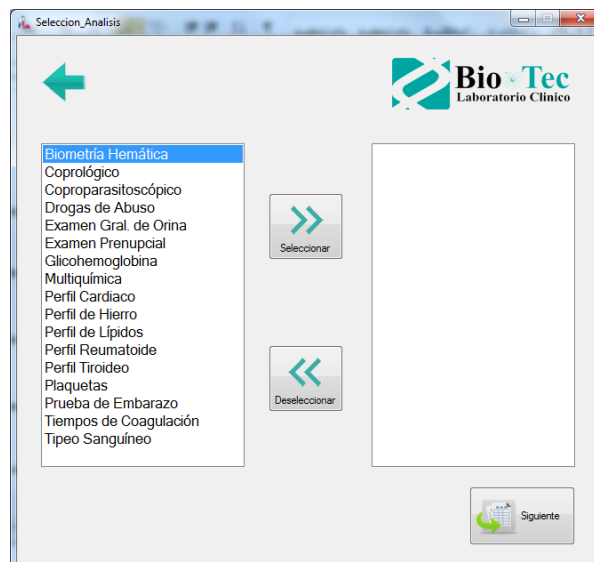 Seleccion_Analisis
Bio Tec
Laboratorio Clinico
Biometría Hemática
Coprológico
Coproparasitoscópico
Drogas de Abuso
Examen Gral. de Orina
Examen Prenupcial
Glicohemoglobina
Multiquímica
Perfil Cardiaco
Perfil de Hierro
Perfil de Lípidos
Perfil Reumatoide
Perfil Tiroideo
Plaquetas
Prueba de Embarazo
Tiempos de Coagulación
Tipeo Sanguíneo
Seleccionar
Deseleccionar
Siguiente